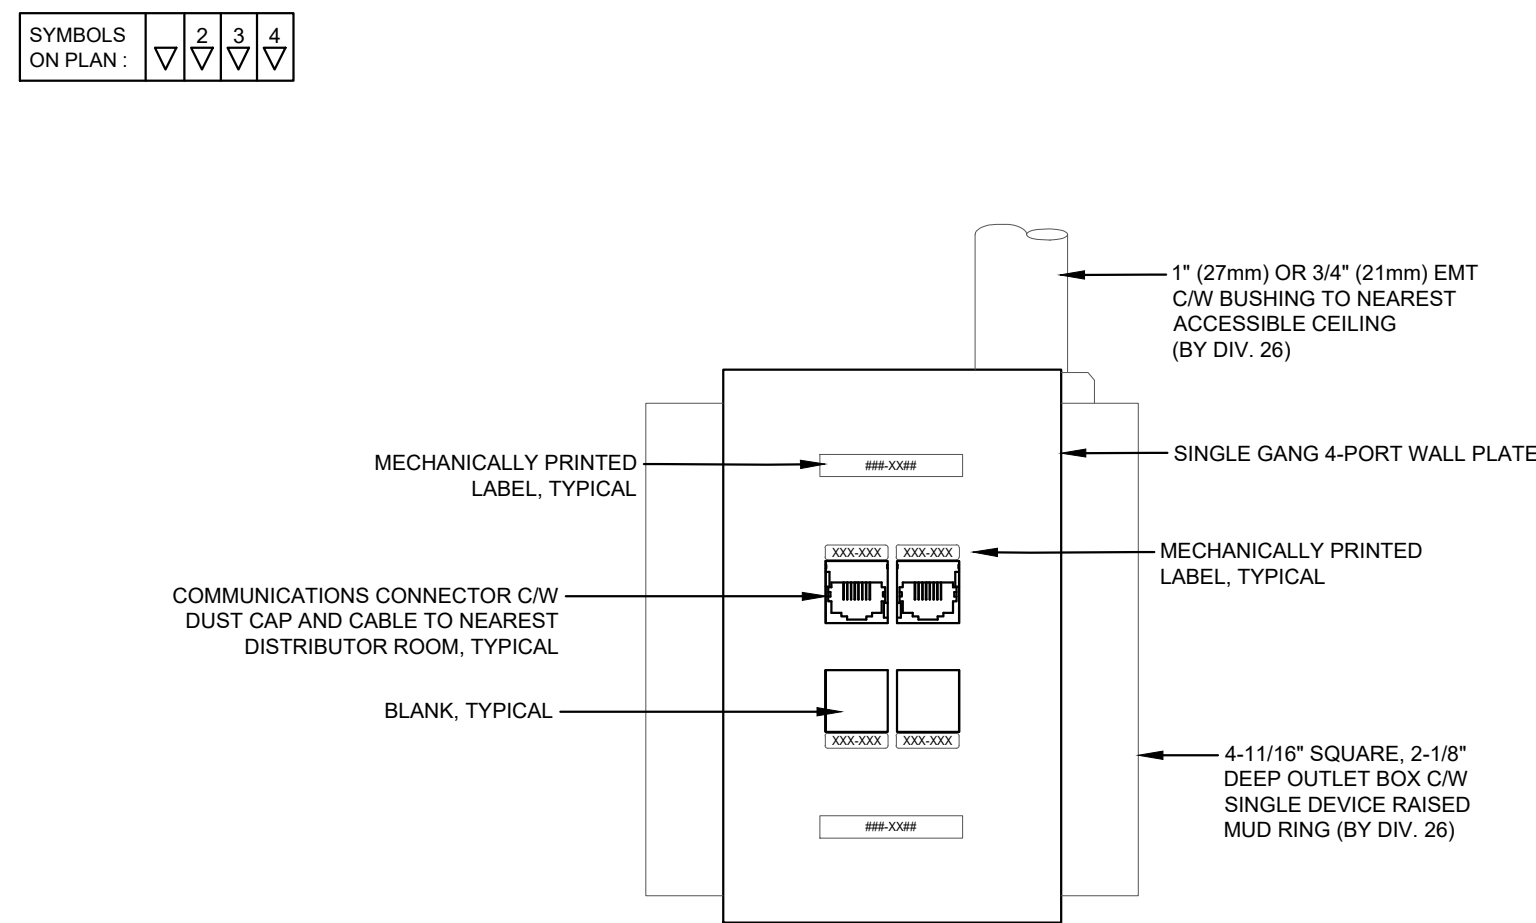 SYMBOLS
ON PLAN :
2 3 4
1" (27mm) OR 3/4" (21mm) EMT
C/W BUSHING TO NEAREST
ACCESSIBLE CEILING
(BY DIV. 26)
MECHANICALLY PRINTED
LABEL, TYPICAL
###-XX##
SINGLE GANG 4-PORT WALL PLATE
XXX-XXX XXX-XXX
MECHANICALLY PRINTED
LABEL, TYPICAL
COMMUNICATIONS CONNECTOR C/W
DUST CAP AND CABLE TO NEAREST
DISTRIBUTOR ROOM, TYPICAL
BLANK, TYPICAL
XXX-XXX XXX-XXX
4-11/16" SQUARE, 2-1/8"
DEEP OUTLET BOX C/W
SINGLE DEVICE RAISED
MUD RING (BY DIV. 26)
###-XX##